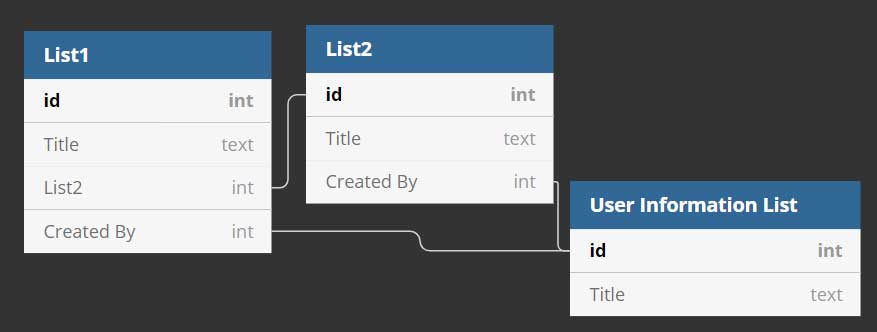 List1
id int
Title text
List2 int
Created By int
List2
id int
Title text
Created By int
User Information List
id int
Title text